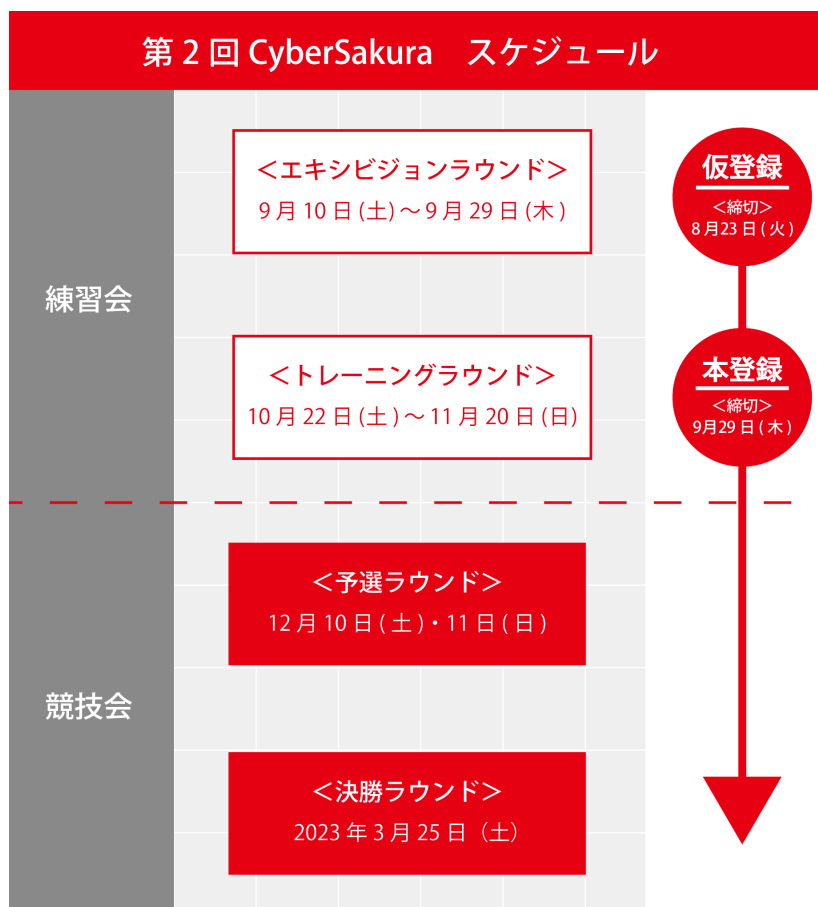 第 2 回 CyberSakura　スケジュール
練習会
＜エキシビジョンラウンド＞
9 月 10 日 (土) ～ 9 月 29 日 (木 )
＜トレーニングラウンド＞
10 月 22 日 (土 ) ～ 11 月 20 日 (日)
競技会
＜予選ラウンド＞
12 月 10 日 ( 土 )・11 日 ( 日 )
＜決勝ラウンド＞
2023 年 3 月 25 日（土）
仮登録
＜締切＞
8 月23 日 ( 火 )
本登録
＜締切＞
9月29 日 ( 木 )